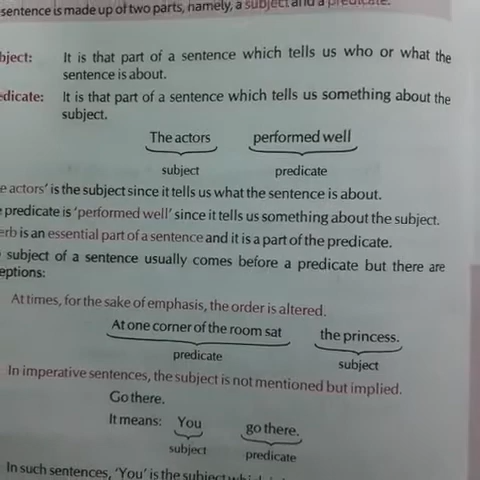 sentence is made up of two parts, namely, a subject and a predicate.
bject: It is that part of a sentence which tells us who or what the
sentence is about.
edicate: It is that part of a sentence which tells us something about the
subject.
The actors performed well
subject predicate
e actors' is the subject since it tells us what the sentence is about.
e predicate is 'performed well' since it tells us something about the subject.
erb is an essential part of a sentence and it is a part of the predicate.
subject of a sentence usually comes before a predicate but there are
eptions:
At times, for the sake of emphasis, the order is altered.
At one corner of the room sat the princess.
predicate subject
In imperative sentences, the subject is not mentioned but implied.
Go there.
It means: You go there.
subject predicate
In such sentences, 'You' is the subject